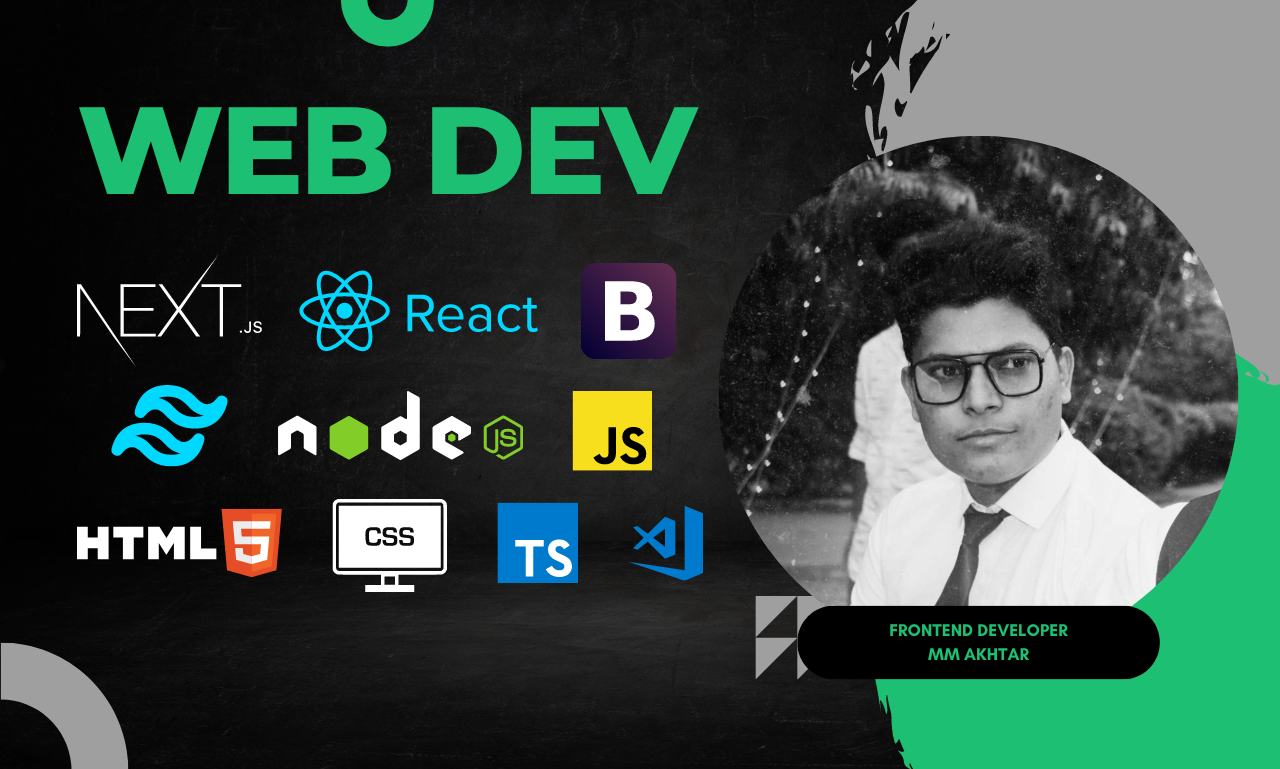 WEB DEV
NEXT.JS
React
B
node JS
JS
HTML 5
CSS
TS
FRONTEND DEVELOPER
MM AKHTAR